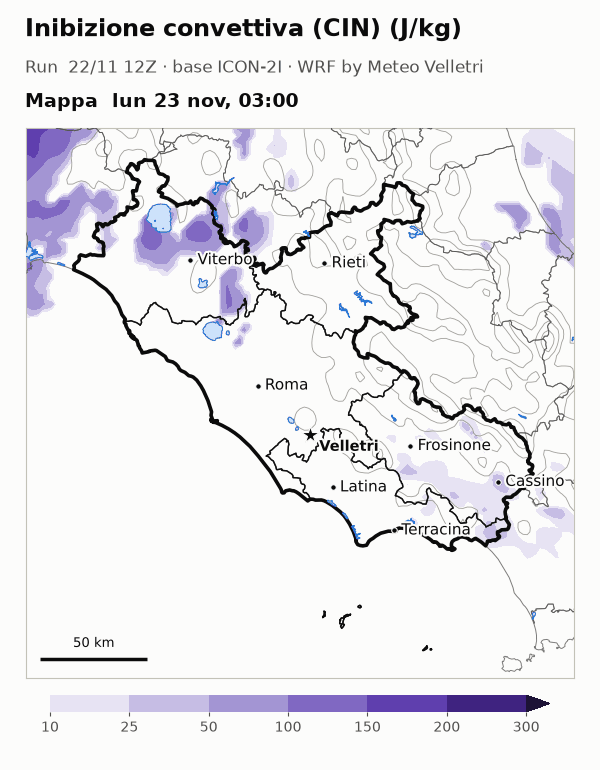 Inibizione convettiva (CIN) (J/kg)
Run 22/11 12Z · base ICON-2I · WRF by Meteo Velletri
Mappa lun 23 nov, 03:00
Viterbo
Rieti
Roma
Velletri
Frosinone
Latina
Cassino
Terracina
50 km
10 25 50 100 150 200 300